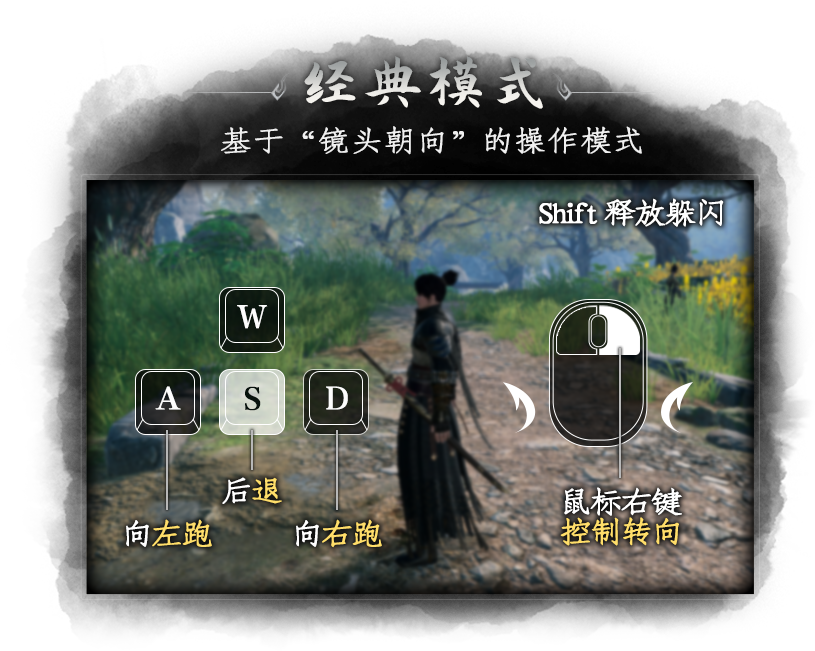 经典模式
基于“镜头朝向”的操作模式
Shift 释放躲闪
W
A
S
D
后退
向左跑
向右跑
鼠标右键
控制转向